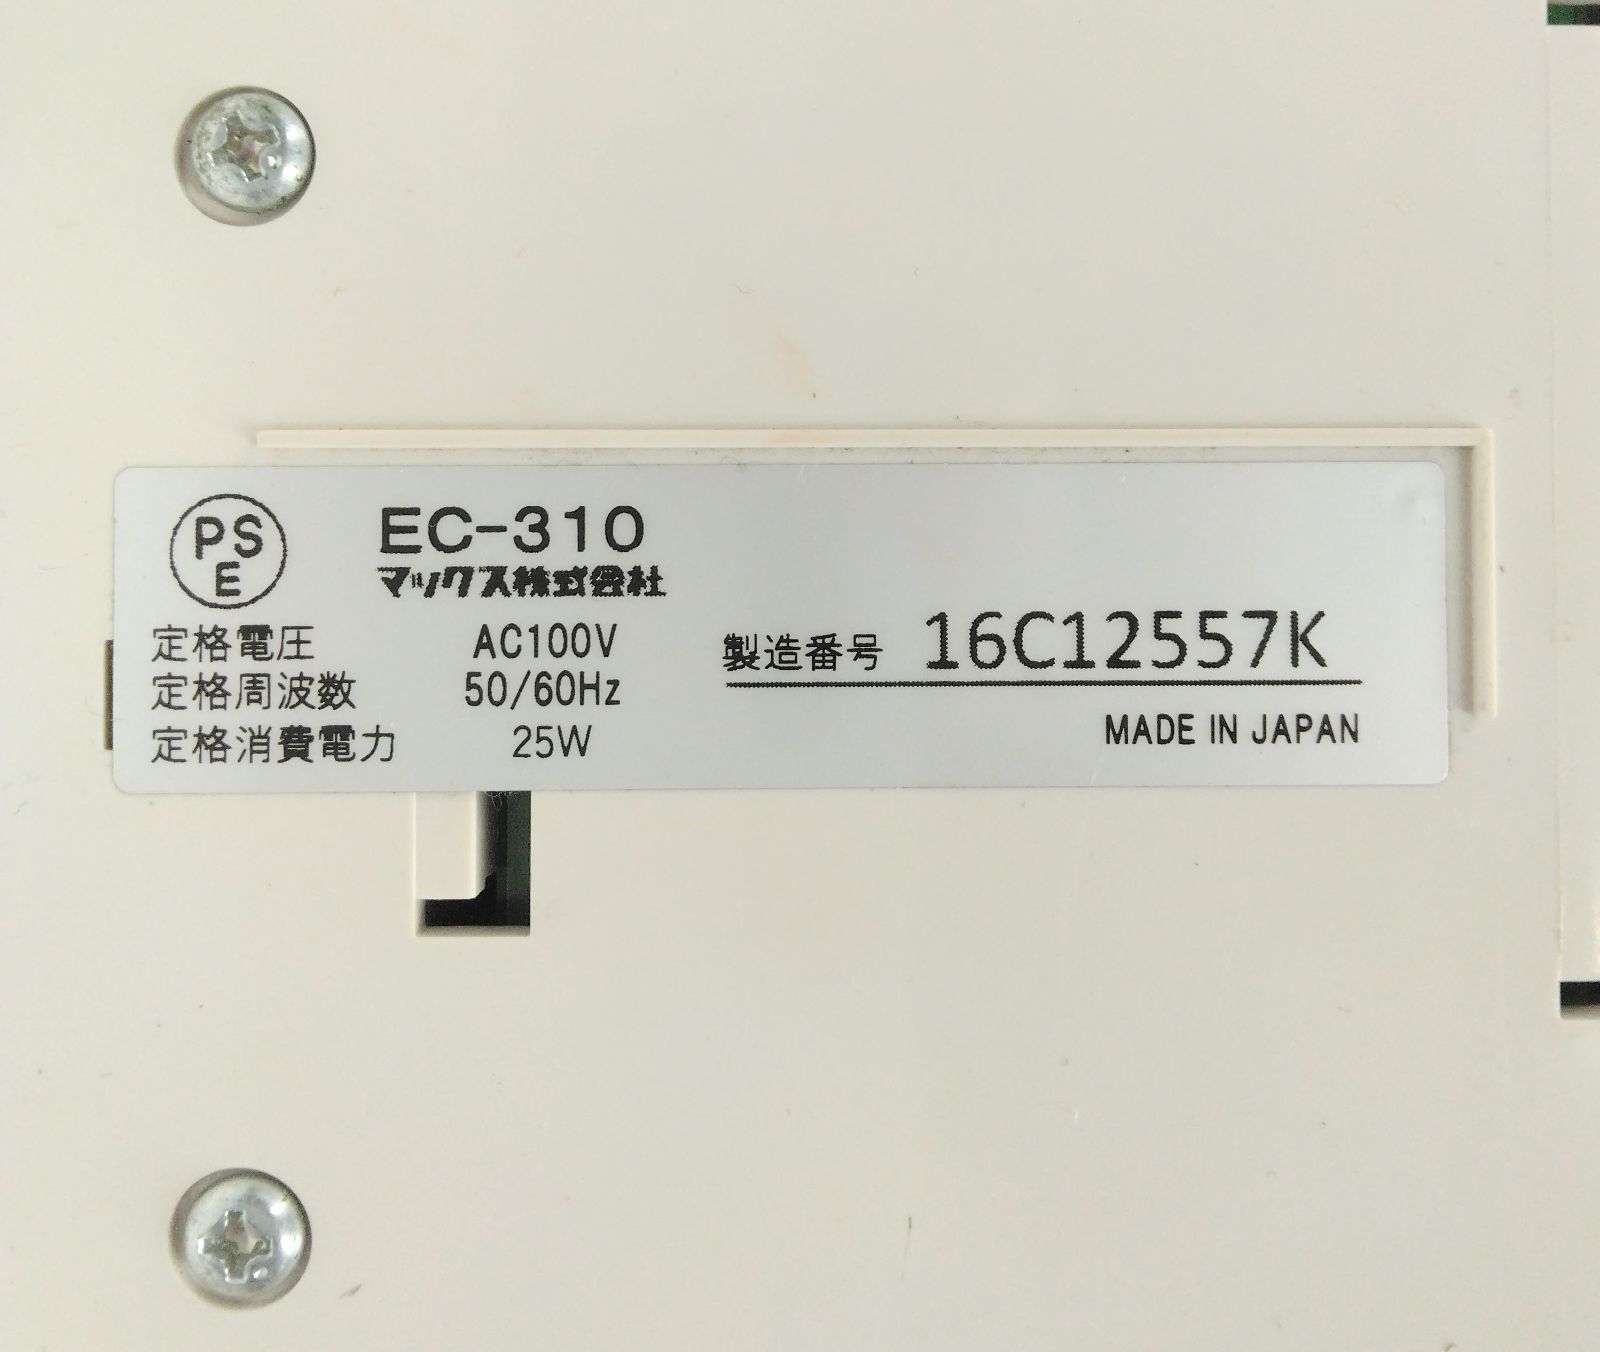 PSE
EC-310
マックス株式会社
定格電圧 AC100V
定格周波数 50/60Hz
定格消費電力 25W
製造番号 16C12557K
MADE IN JAPAN